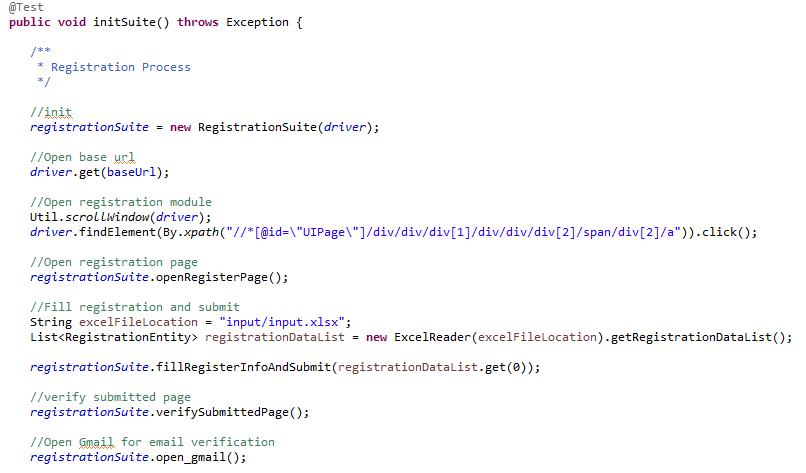 @Test
public void initSuite() throws Exception {
/**
* Registration Process
*/
//init
registrationSuite = new RegistrationSuite(driver);
//Open base url
driver.get(baseUrl);
//Open registration module
Util.scrollWindow(driver);
driver.findElement(By.xpath("//*[@id=\"UIPage\"]/div/div/div[1]/div/div/div[2]/span/div[2]/a")).click();
//Open registration page
registrationSuite.openRegisterPage();
//Fill registration and submit
String excelFileLocation = "input/input.xlsx";
List<RegistrationEntity> registrationDataList = new ExcelReader(excelFileLocation).getRegistrationDataList();
registrationSuite.fillRegisterInfoAndSubmit(registrationDataList.get(0));
//verify submitted page
registrationSuite.verifySubmittedPage();
//Open Gmail for email verification
registrationSuite.open_gmail();